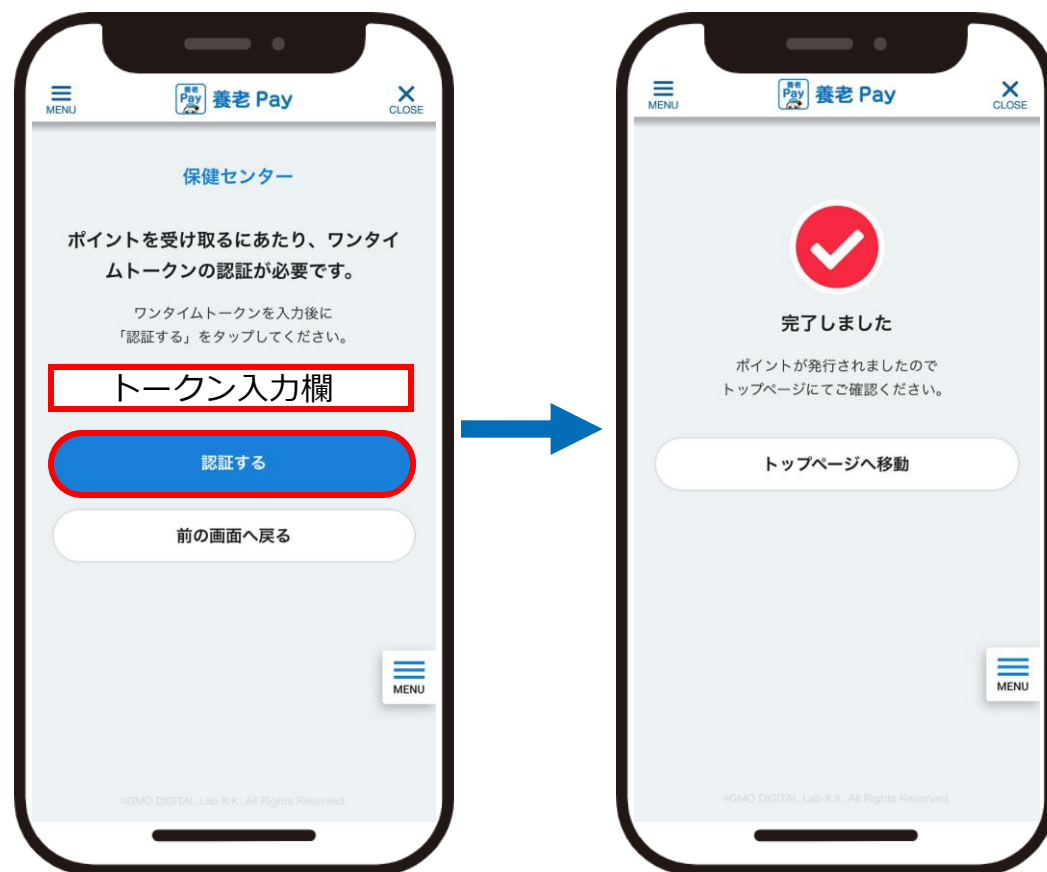 MENU
養老 Pay
養老 Pay
CLOSE
保健センター
ポイントを受け取るにあたり、ワンタイ
ムトークンの認証が必要です。
ワンタイムトークンを入力後に
「認証する」をタップしてください。
トークン入力欄
認証する
前の画面へ戻る
MENU
©GMO DIGITAL Lab K.K. All Rights Reserved.
MENU
養老 Pay
養老 Pay
CLOSE
完了しました
ポイントが発行されましたので
トップページにてご確認ください。
トップページへ移動
MENU
©GMO DIGITAL Lab K.K. All Rights Reserved.